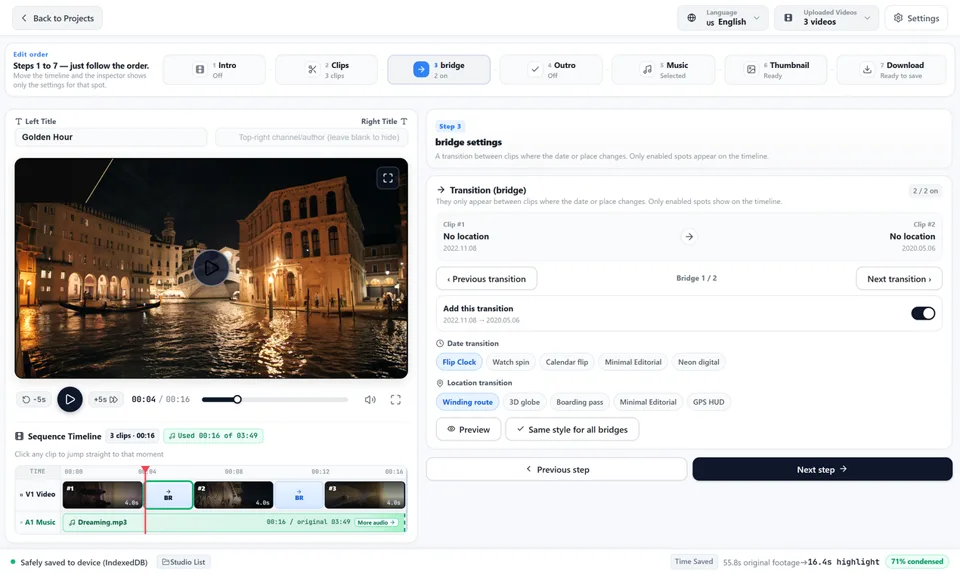 Back to Projects
Language
US English
Uploaded Videos
3 videos
Settings
Edit order
Steps 1 to 7 — just follow the order.
Move the timeline and the inspector shows
only the settings for that spot.
1 Intro
Off
2 Clips
3 clips
3 bridge
2 on
4 Outro
Off
5 Music
Selected
6 Thumbnail
Ready
7 Download
Ready to save
Left Title
Right Title
Golden Hour
Top-right channel/author (leave blank to hide)
-5s
+5s
00:04 / 00:16
Sequence Timeline
3 clips · 00:16
Used 00:16 of 03:49
Click any clip to jump straight to that moment
TIME
00:00
00:04
00:08
00:12
00:16
V1 Video
#1
4.0s
BR
#2
4.0s
BR
#3
4.0s
A1 Music
Dreaming.mp3
00:16 / original 03:49
More audio →
Step 3
bridge settings
A transition between clips where the date or place changes. Only enabled spots appear on the timeline.
Transition (bridge)
2 / 2 on
They only appear between clips where the date or place changes. Only enabled spots show on the timeline.
Clip #1
No location
2022.11.08
Clip #2
No location
2020.05.06
‹ Previous transition
Bridge 1 / 2
Next transition ›
Add this transition
2022.11.08 → 2020.05.06
Date transition
Flip Clock
Watch spin
Calendar flip
Minimal Editorial
Neon digital
Location transition
Winding route
3D globe
Boarding pass
Minimal Editorial
GPS HUD
Preview
Same style for all bridges
Previous step
Next step
Safely saved to device (IndexedDB)
Studio List
Time Saved
55.8s original footage→16.4s highlight
71% condensed